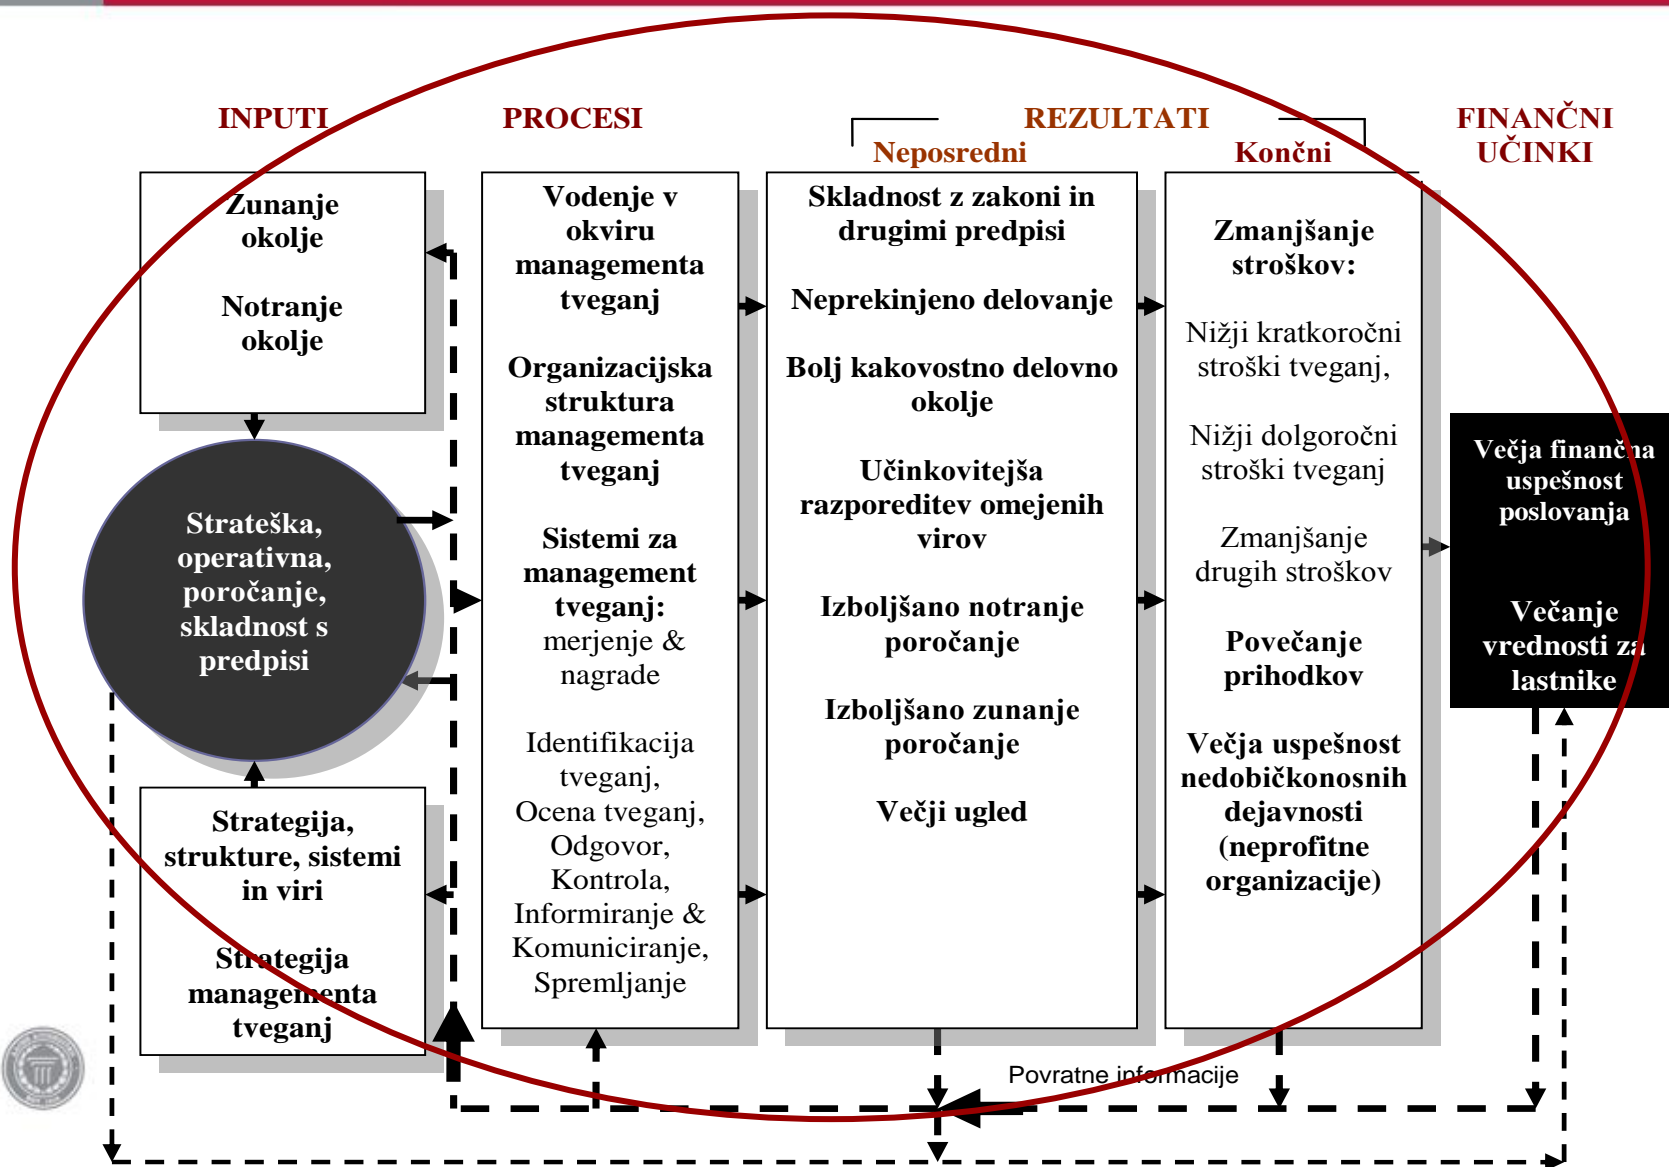 INPUTI
PROCESI
REZULTATI
Neposredni
Končni
FINANČNI
UČINKI
Zunanje
okolje
Notranje
okolje
Strateška,
operativna,
poročanje,
skladnost s
predpisi
Strategija,
strukture, sistemi
in viri
Strategija
managementa
tveganj
Vodenje v
okviru
managementa
tveganj
Organizacijska
struktura
managementa
tveganj
Sistemi za
management
tveganj:
merjenje &
nagrade
Identifikacija
tveganj,
Ocena tveganj,
Odgovor,
Kontrola,
Informiranje &
Komuniciranje,
Spremljanje
Skladnost z zakoni in
drugimi predpisi
Neprekinjeno delovanje
Bolj kakovostno delovno
okolje
Učinkovitejša
razporeditev omejenih
virov
Izboljšano notranje
poročanje
Izboljšano zunanje
poročanje
Večji ugled
Zmanjšanje
stroškov:
Nižji kratkoročni
stroški tveganj,
Nižji dolgoročni
stroški tveganj
Zmanjšanje
drugih stroškov
Povečanje
prihodkov
Večja uspešnost
nedobičkonosnih
dejavnosti
(neprofitne
organizacije)
Večja finančna
uspešnost
poslovanja
Večanje
vrednosti za
lastnike
Povratne informacije